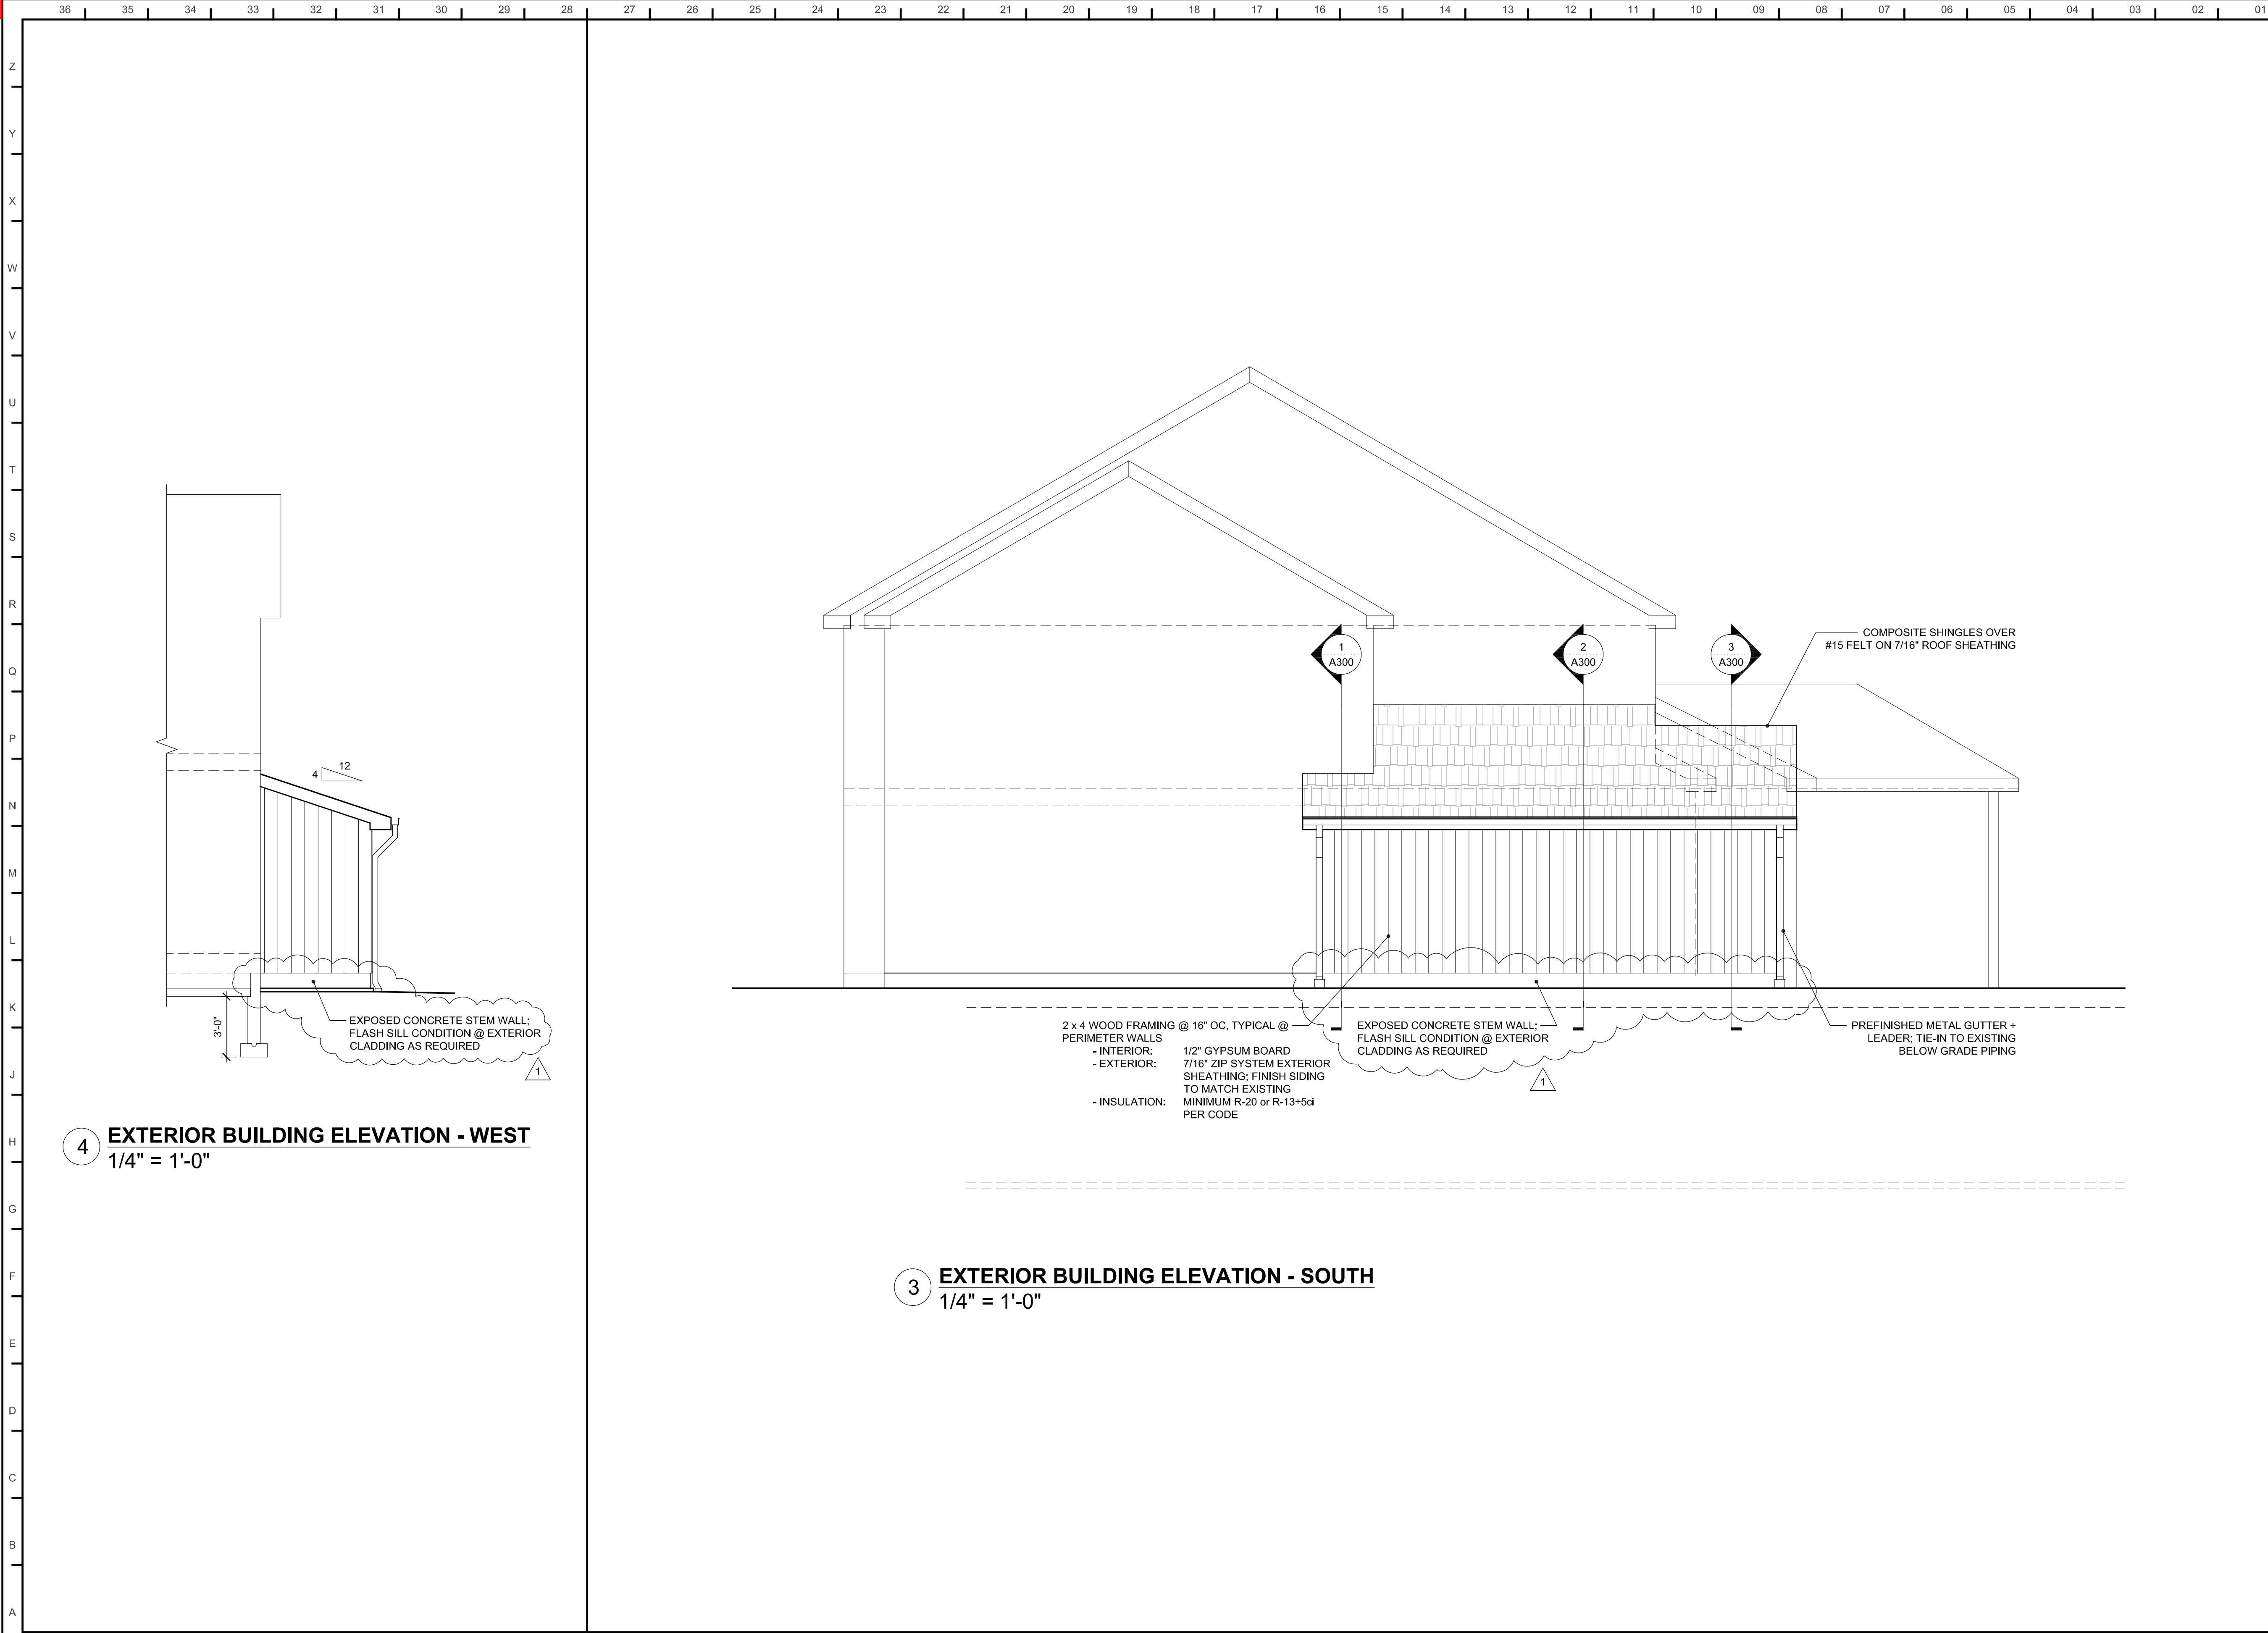 36 35 34 33 32 31 30 29 28 27 26 25 24 23 22 21 20 19 18 17 16 15 14 13 12 11 10 09 08 07 06 05 04 03 02 01
Z
Y
X
W
V
U
T
S
R
Q
P
N
M
L
K
J
H
G
F
E
D
C
B
A
12
4
3'-0"
EXPOSED CONCRETE STEM WALL;
FLASH SILL CONDITION @ EXTERIOR
CLADDING AS REQUIRED
1
4
EXTERIOR BUILDING ELEVATION - WEST
1/4" = 1'-0"
1
A300
2
A300
3
A300
COMPOSITE SHINGLES OVER
#15 FELT ON 7/16" ROOF SHEATHING
2 x 4 WOOD FRAMING @ 16" OC, TYPICAL @
PERIMETER WALLS
- INTERIOR: 1/2" GYPSUM BOARD
- EXTERIOR: 7/16" ZIP SYSTEM EXTERIOR
SHEATHING; FINISH SIDING
TO MATCH EXISTING
- INSULATION: MINIMUM R-20 or R-13+5ci
PER CODE
EXPOSED CONCRETE STEM WALL;
FLASH SILL CONDITION @ EXTERIOR
CLADDING AS REQUIRED
1
PREFINISHED METAL GUTTER +
LEADER; TIE-IN TO EXISTING
BELOW GRADE PIPING
3
EXTERIOR BUILDING ELEVATION - SOUTH
1/4" = 1'-0"